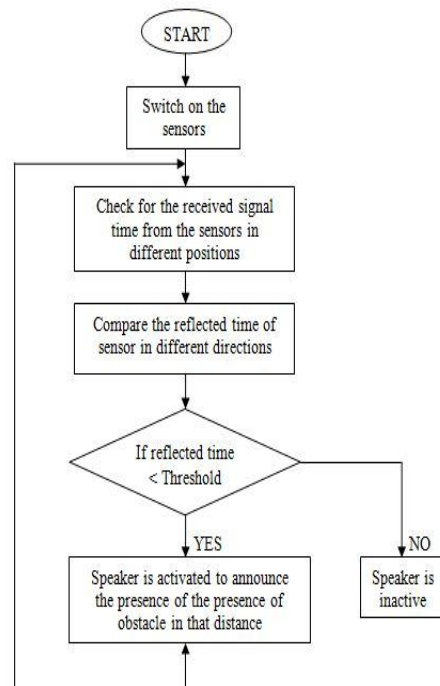 START
Switch on the
sensors
Check for the received signal
time from the sensors in
different positions
Compare the reflected time of
sensor in different directions
If reflected time
< Threshold
YES
NO
Speaker is activated to announce
the presence of the presence of
obstacle in that distance
Speaker is
inactive